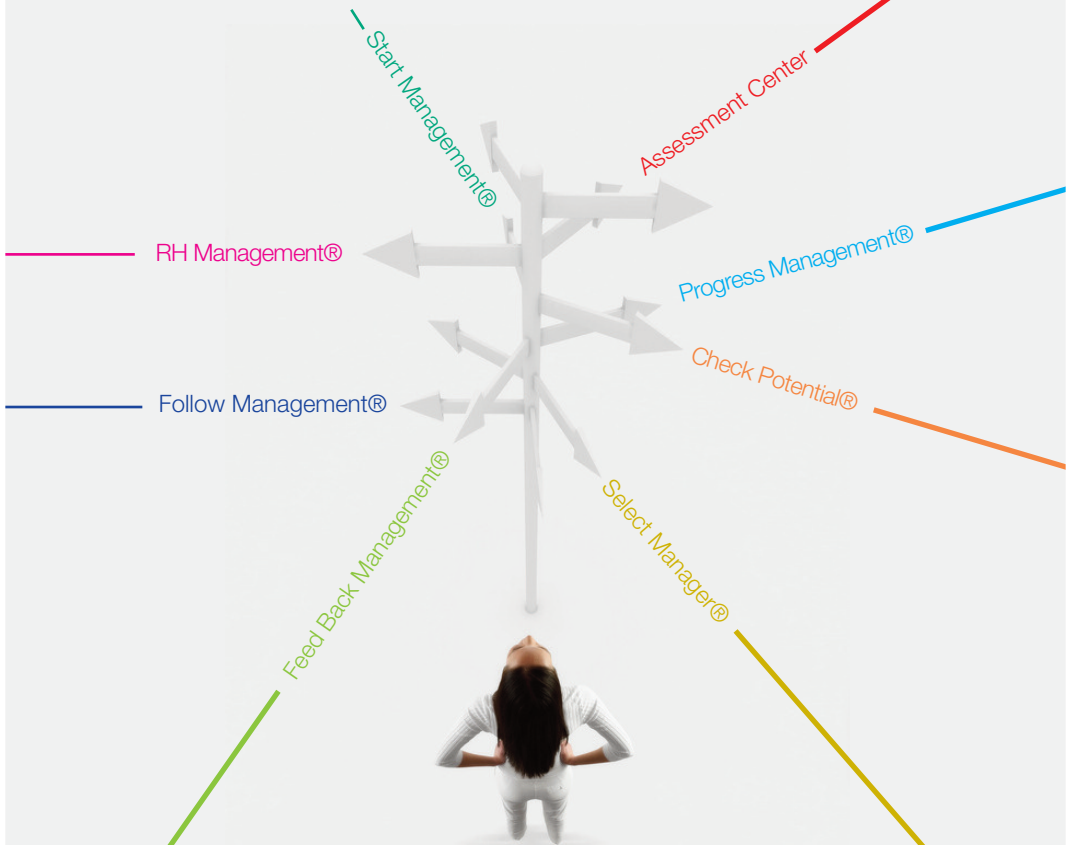 Start Management®
Assessment Center
RH Management®
Progress Management®
Check Potential®
Follow Management®
Feed Back Management®
Select Manager®